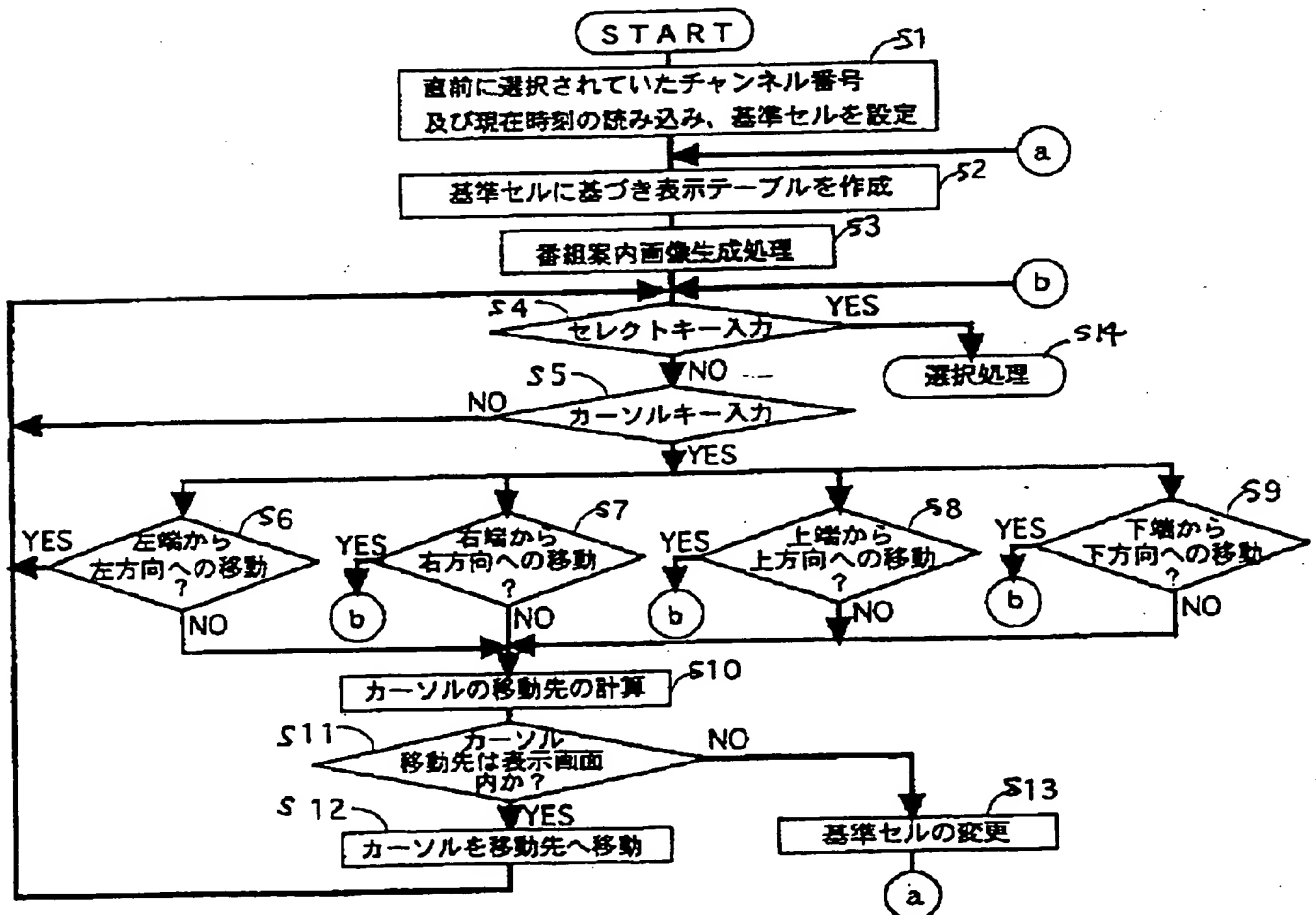 START
S1
直前に選択されていたチャンネル番号
及び現在時刻の読み込み、基準セルを設定
a
S2
基準セルに基づき表示テーブルを作成
S3
番組案内画像生成処理
b
S4
YES
セレクトキー入力
S14
選択処理
NO
S5
NO
カーソルキー入力
YES
S6
YES
左端から
左方向への移動
?
NO
S7
YES
右端から
右方向への移動
?
b
NO
S8
YES
上端から
上方向への移動
?
b
NO
S9
YES
下端から
下方向への移動
?
b
NO
S10
カーソルの移動先の計算
S11
カーソル
移動先は表示画面
内か?
NO
YES
S12
カーソルを移動先へ移動
S13
基準セルの変更
a